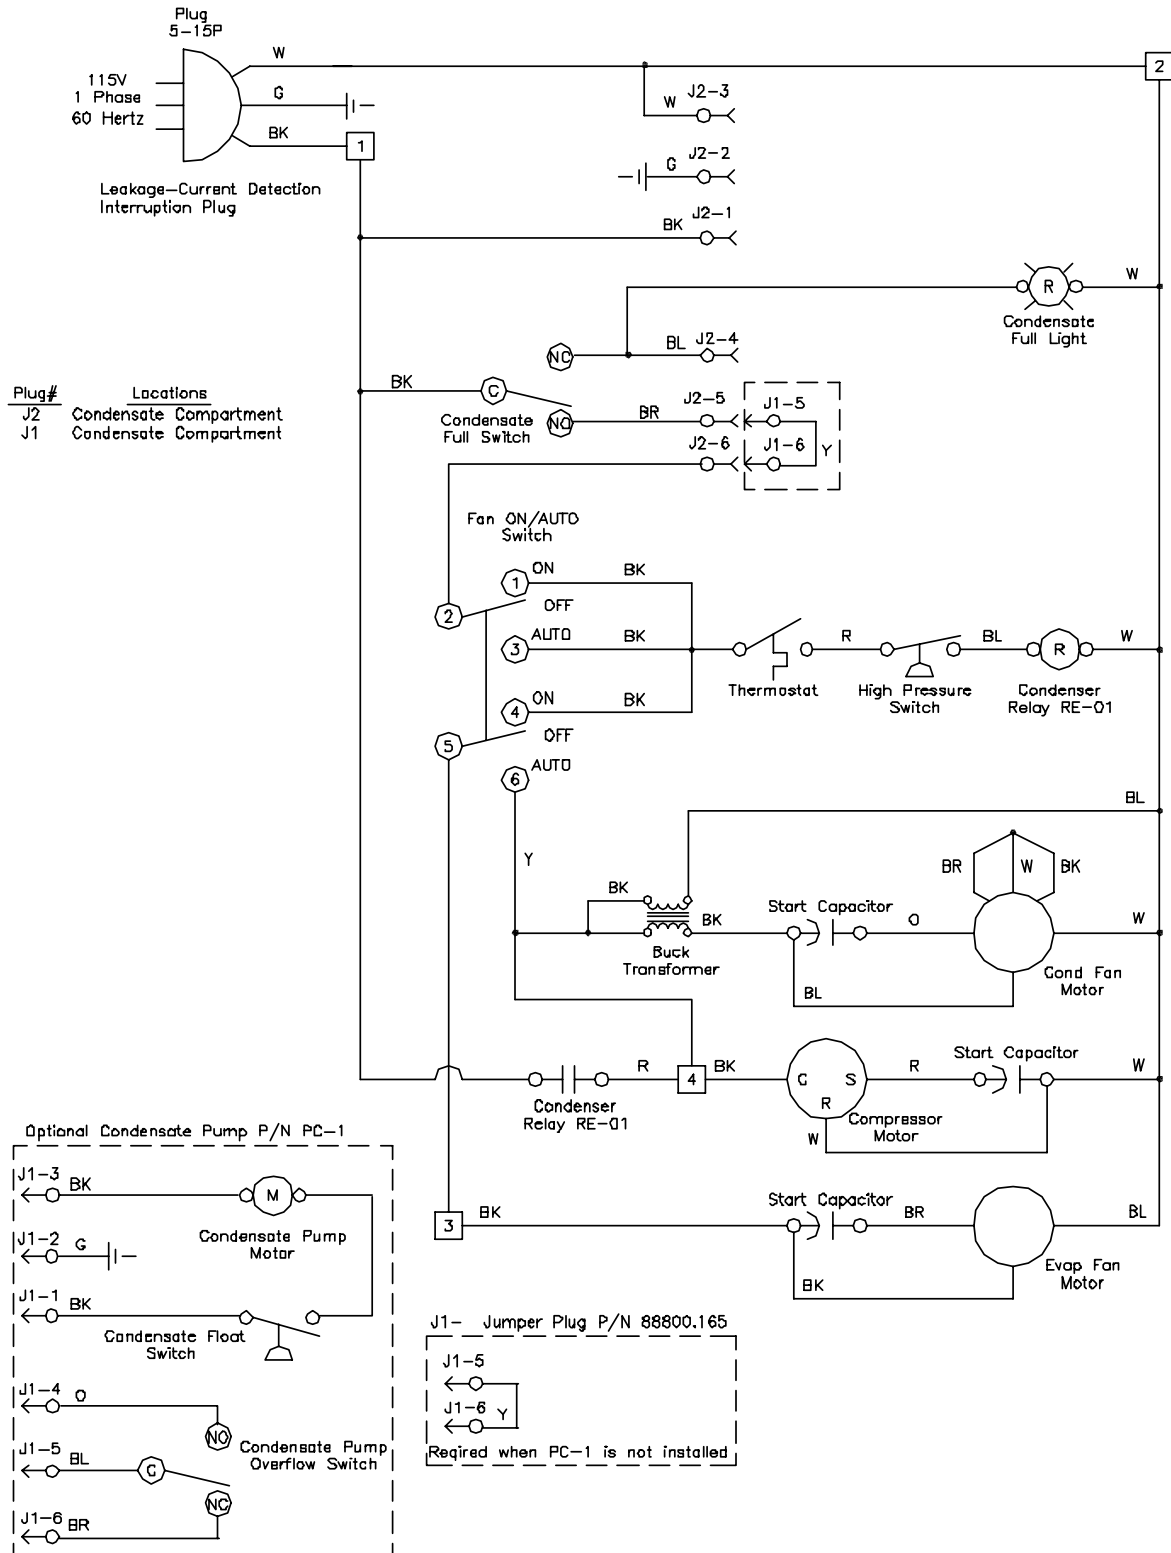 Plug
5-15P
W
2
115V
1 Phase
60 Hertz
G
W
J2-3
BK
1
G
J2-2
Leakage-Current Detection
Interruption Plug
BK
J2-1
R
W
Condensate
Full Light
NC
BL
J2-4
BK
C
Plug# Locations
J2 Condensate Compartment
J1 Condensate Compartment
Condensate
Full Switch
NO
BR
J2-5
J1-5
J2-6
J1-6
Y
Fan ON/AUTO
Switch
1
ON
BK
2
OFF
3
AUTO
BK
R
BL
R
W
Thermostat
High Pressure
Switch
Condenser
Relay RE-01
4
ON
BK
5
OFF
6
AUTO
BL
Y
BR
W
BK
BK
BK
Start Capacitor
O
W
Buck
Transformer
BL
Cond Fan
Motor
R
4
BK
C
S
R
R
Start Capacitor
W
Condenser
Relay RE-01
W
Compressor
Motor
Optional Condensate Pump P/N PC-1
J1-3
BK
M
Condensate Pump
Motor
J1-2
G
J1-1
BK
Condensate Float
Switch
J1-4
O
NO
Condensate Pump
Overflow Switch
J1-5
BL
C
NC
J1-6
BR
3
BK
Start Capacitor
BR
BL
BK
Evap Fan
Motor
J1- Jumper Plug P/N 88800.165
J1-5
J1-6
Y
Reqired when PC-1 is not installed